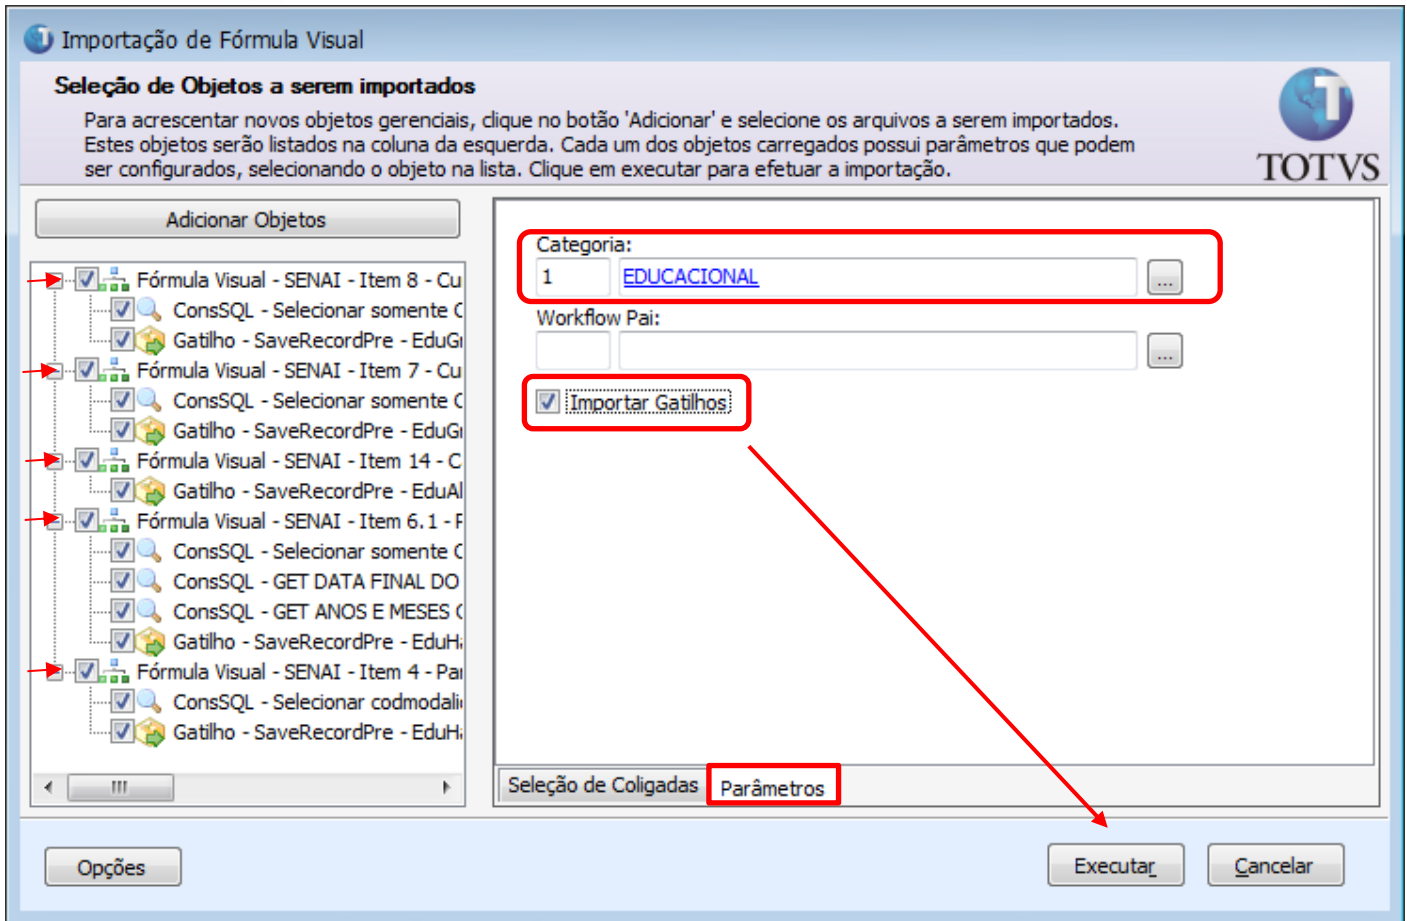 Importação de Fórmula Visual
Seleção de Objetos a serem importados
Para acrescentar novos objetos gerenciais, clique no botão 'Adicionar' e selecione os arquivos a serem importados.
Estes objetos serão listados na coluna da esquerda. Cada um dos objetos carregados possui parâmetros que podem
ser configurados, selecionando o objeto na lista. Clique em executar para efetuar a importação.
TOTVS
Adicionar Objetos
Fórmula Visual - SENAI - Item 8 - Cu
ConsSQL - Selecionar somente C
Gatilho - SaveRecordPre - EduGr
Fórmula Visual - SENAI - Item 7 - Cu
ConsSQL - Selecionar somente C
Gatilho - SaveRecordPre - EduGr
Fórmula Visual - SENAI - Item 14 - C
Gatilho - SaveRecordPre - EduAl
Fórmula Visual - SENAI - Item 6.1 - P
ConsSQL - Selecionar somente C
ConsSQL - GET DATA FINAL DO
ConsSQL - GET ANOS E MESES C
Gatilho - SaveRecordPre - EduHa
Fórmula Visual - SENAI - Item 4 - Par
ConsSQL - Selecionar codmodali
Gatilho - SaveRecordPre - EduHa
Categoria:
1 EDUCACIONAL ...
Workflow Pai:
...
Importar Gatilhos
Seleção de Coligadas Parâmetros
Opções
Executar
Cancelar